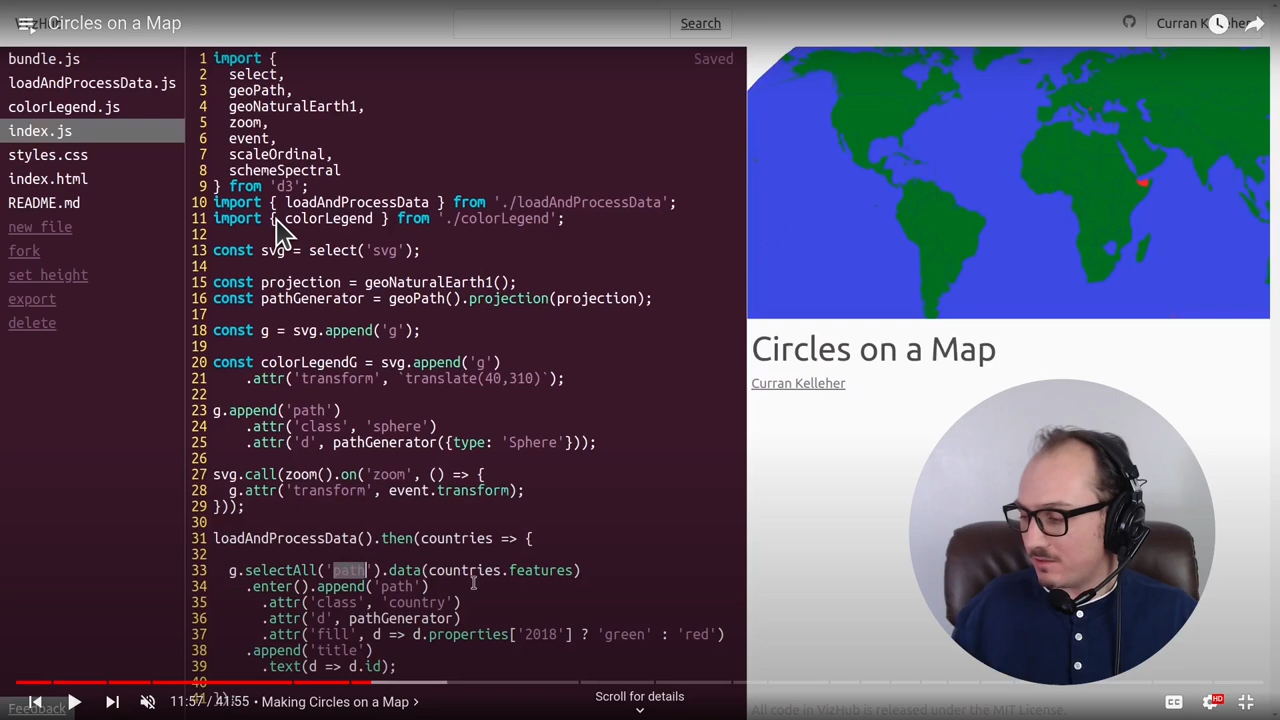 Circles on a Map
Search
Curran Kelleher
bundle.js
loadAndProcessData.js
colorLegend.js
index.js
styles.css
index.html
README.md
new file
fork
set height
export
delete
Saved
1 import {
2 select,
3 geoPath,
4 geoNaturalEarth1,
5 zoom,
6 event,
7 scaleOrdinal,
8 schemeSpectral
9 } from 'd3';
10 import { loadAndProcessData } from './loadAndProcessData';
11 import { colorLegend } from './colorLegend';
12
13 const svg = select('svg');
14
15 const projection = geoNaturalEarth1();
16 const pathGenerator = geoPath().projection(projection);
17
18 const g = svg.append('g');
19
20 const colorLegendG = svg.append('g')
21 .attr('transform', `translate(40,310)`);
22
23 g.append('path')
24 .attr('class', 'sphere')
25 .attr('d', pathGenerator({type: 'Sphere'}));
26
27 svg.call(zoom().on('zoom', () => {
28 g.attr('transform', event.transform);
29 }));
30
31 loadAndProcessData().then(countries => {
32
33 g.selectAll('path').data(countries.features)
34 .enter().append('path')
35 .attr('class', 'country')
36 .attr('d', pathGenerator)
37 .attr('fill', d => d.properties['2018'] ? 'green' : 'red')
38 .append('title')
39 .text(d => d.id);
40
41 });
Circles on a Map
Curran Kelleher
11:57 / 41:55 • Making Circles on a Map >
Scroll for details
CC
HD
Feedback
All code in VizHub is released under the MIT License.